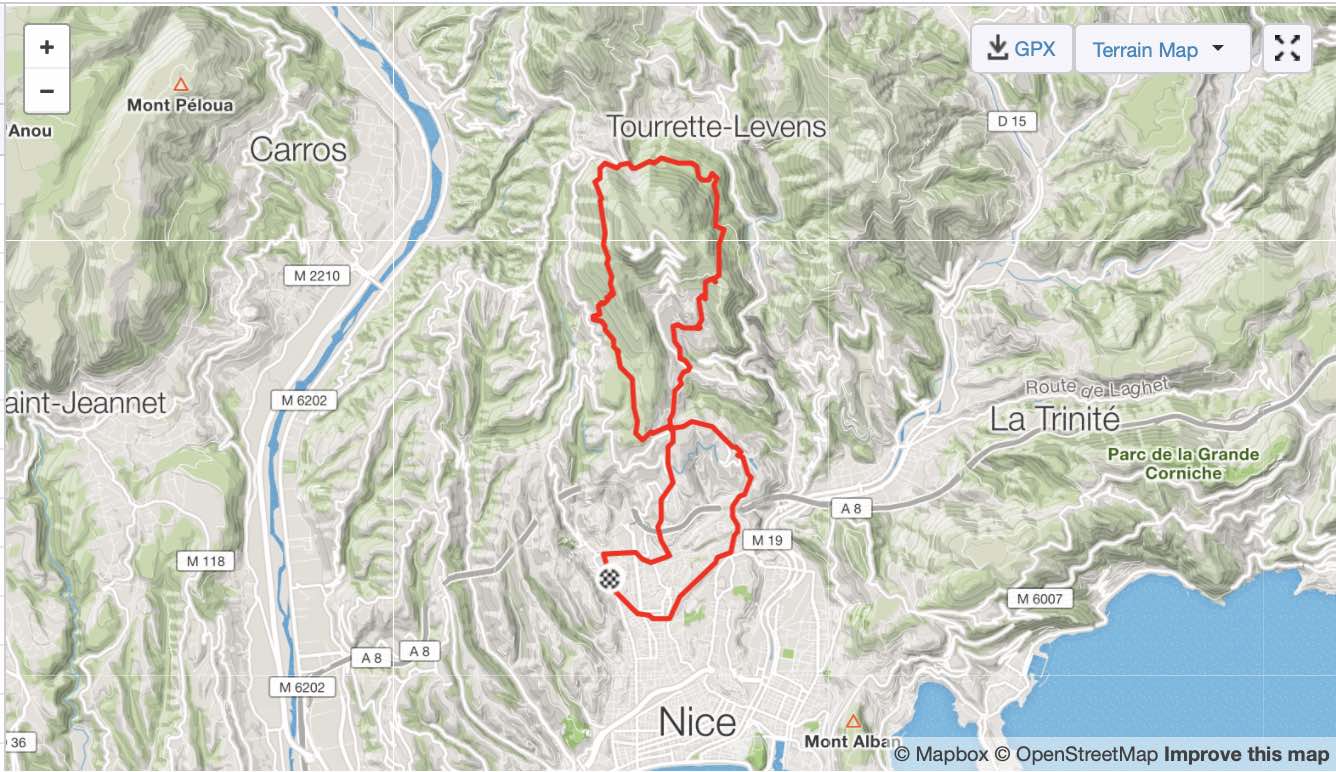 +
GPX
Terrain Map
−
Mont Péloua
D 15
Anou
Tourrette-Levens
Carros
M 2210
Route de Laghet
M 6202
aint-Jeannet
La Trinité
Parc de la Grande
Corniche
A 8
M 19
M 118
M 6007
A 8
A 8
M 6202
Nice
36
Mont Alban
© Mapbox © OpenStreetMap Improve this map